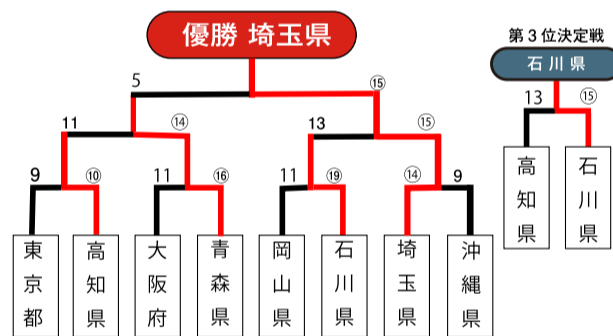 優勝 埼玉県
第3位決定戦
石川県
5 ⑮
13 ⑮
11 ⑭ 13 ⑮
9 ⑩ 11 ⑯ 11 ⑲ ⑭ 9
高知県
石川県
東京都
高知県
大阪府
青森県
岡山県
石川県
埼玉県
沖縄県